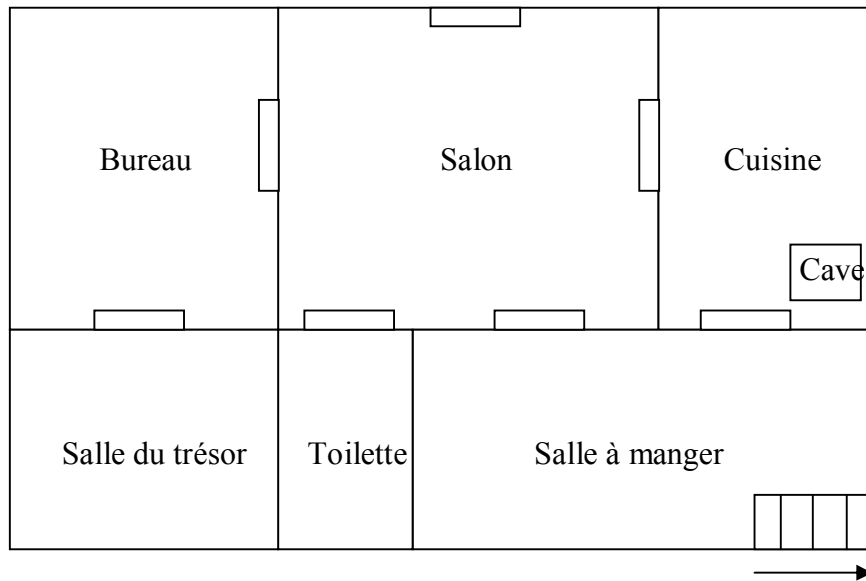 Bureau
Salon
Cuisine
Cave
Salle du trésor
Toilette
Salle à manger